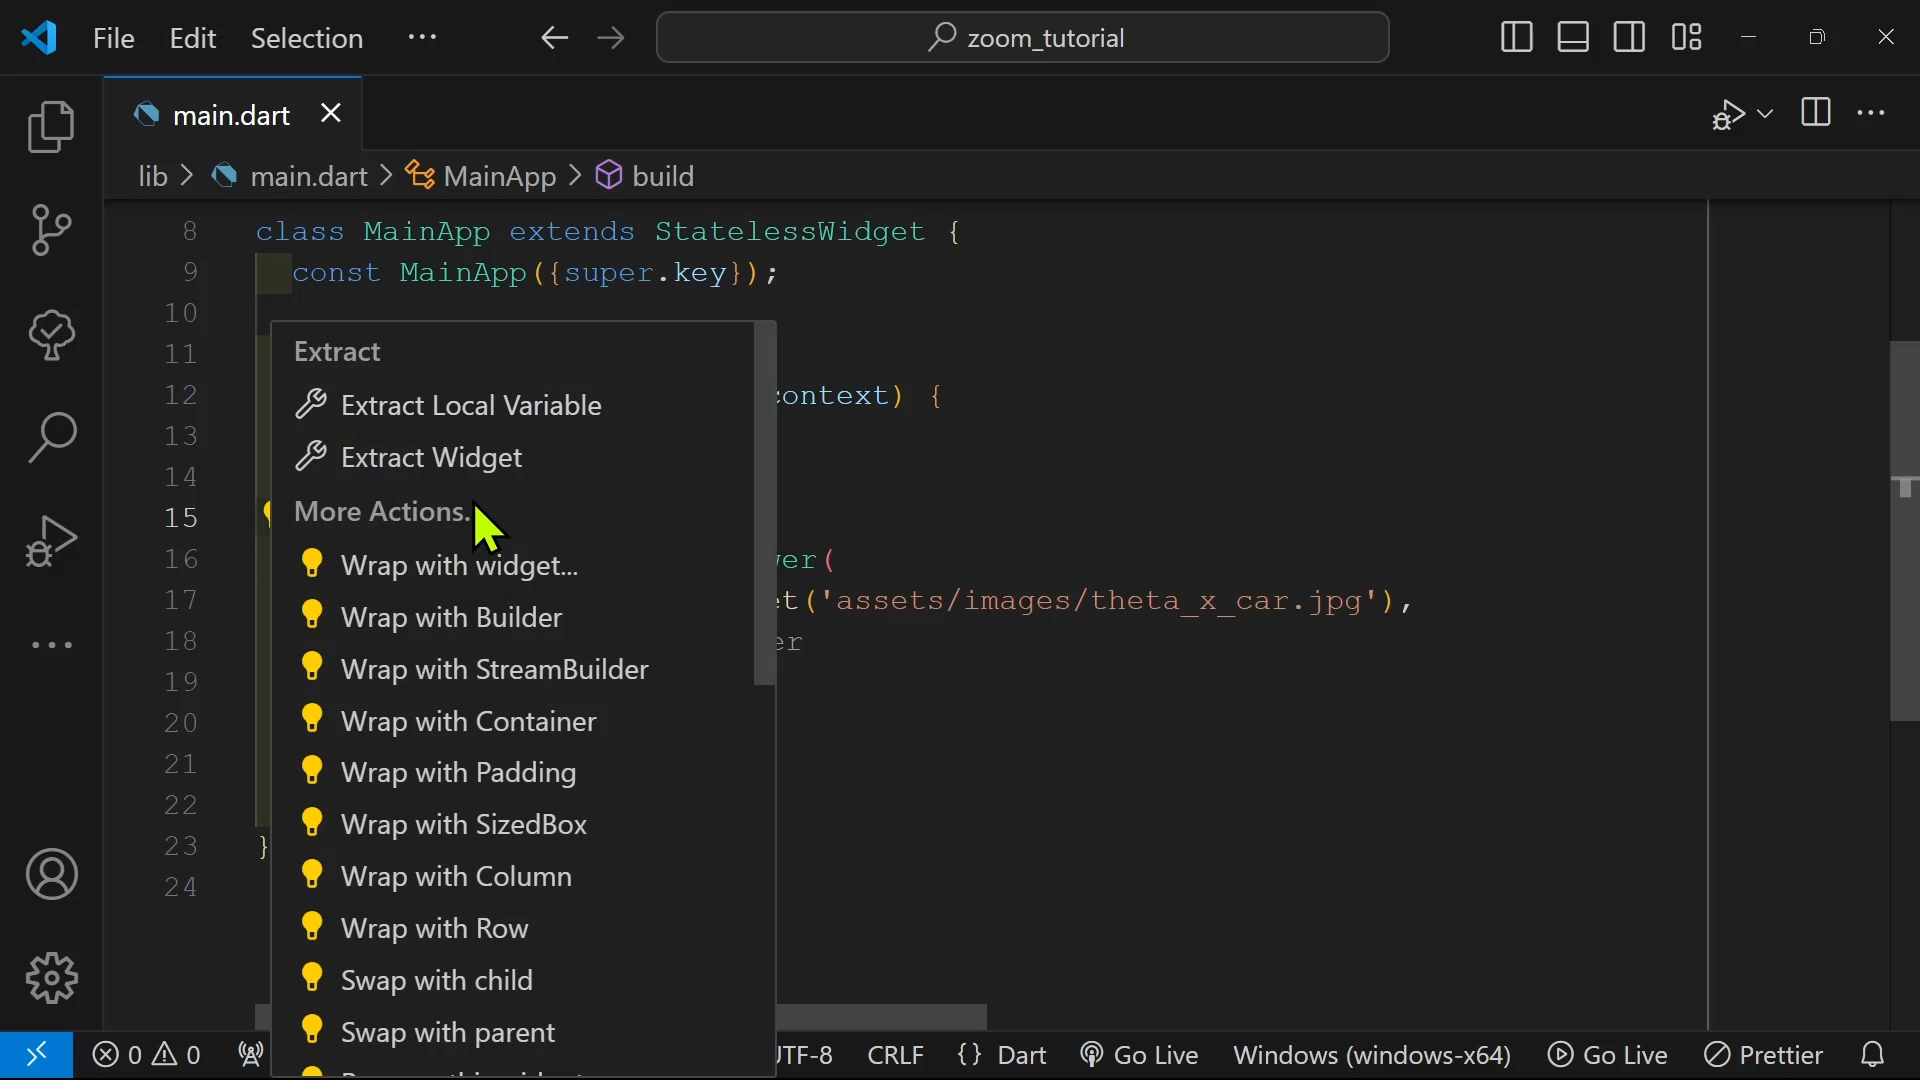 File Edit Selection ··· zoom_tutorial
main.dart
lib > main.dart > MainApp > build
8 class MainApp extends StatelessWidget {
9 const MainApp({super.key});
10
11
12 context) {
13
14
15
16 er(
17 t('assets/images/theta_x_car.jpg'),
18 er
19
20
21
22
23 }
24
Extract
Extract Local Variable
Extract Widget
More Actions.
Wrap with widget...
Wrap with Builder
Wrap with StreamBuilder
Wrap with Container
Wrap with Padding
Wrap with SizedBox
Wrap with Column
Wrap with Row
Swap with child
Swap with parent
0 0 UTF-8 CRLF {} Dart Go Live Windows (windows-x64) Go Live Prettier